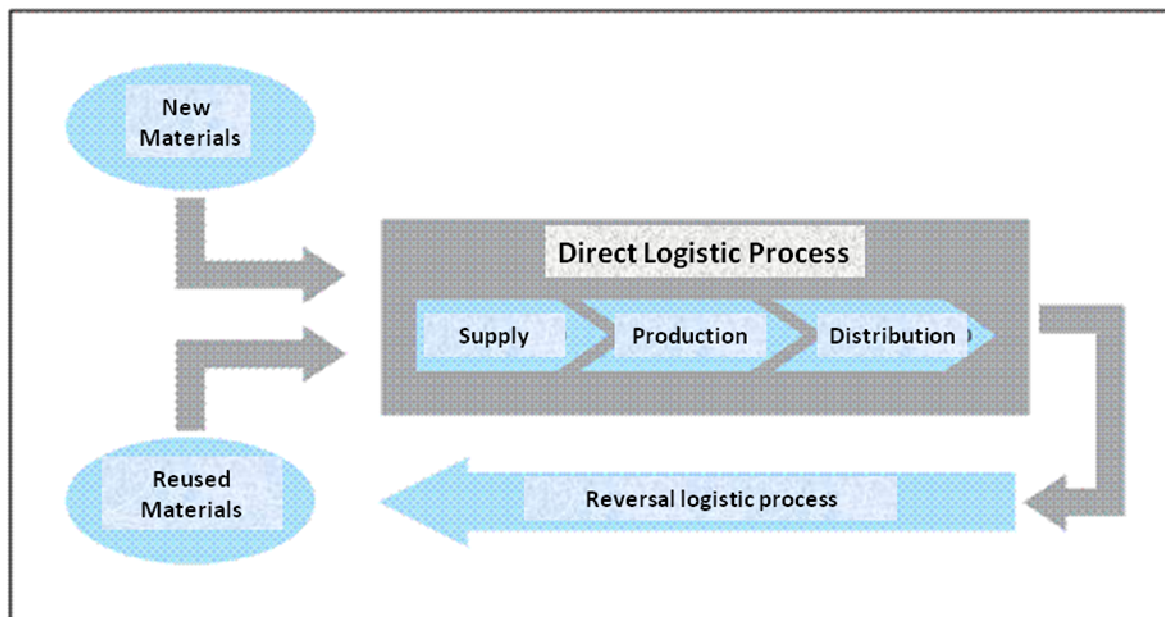 New
Materials
Direct Logistic Process
Supply
Production
Distribution
Reused
Materials
Reversal logistic process